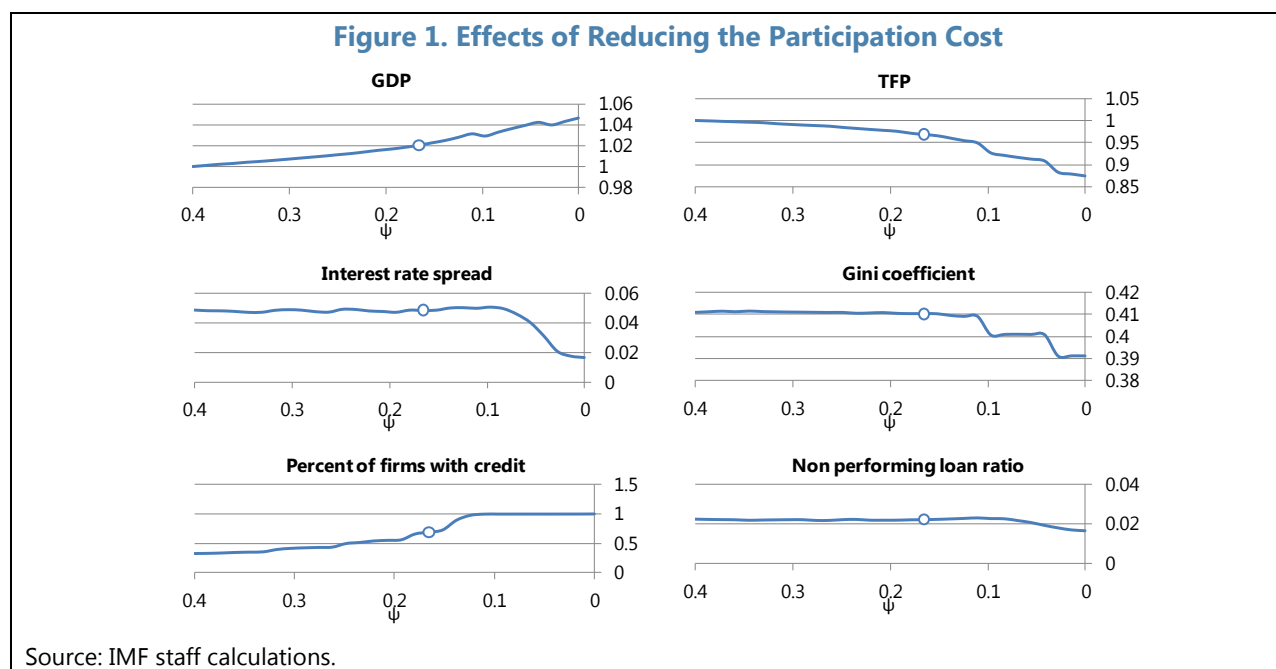 Figure 1. Effects of Reducing the Participation Cost
GDP
1.06
1.04
1.02
1
0.98
0.4 0.3 0.2 0.1 0
ψ
TFP
1.05
1
0.95
0.9
0.85
0.4 0.3 0.2 0.1 0
ψ
Interest rate spread
0.06
0.04
0.02
0
0.4 0.3 0.2 0.1 0
ψ
Gini coefficient
0.42
0.41
0.4
0.39
0.38
0.4 0.3 0.2 0.1 0
ψ
Percent of firms with credit
1.5
1
0.5
0
0.4 0.3 0.2 0.1 0
ψ
Non performing loan ratio
0.04
0.02
0
0.4 0.3 0.2 0.1 0
ψ
Source: IMF staff calculations.